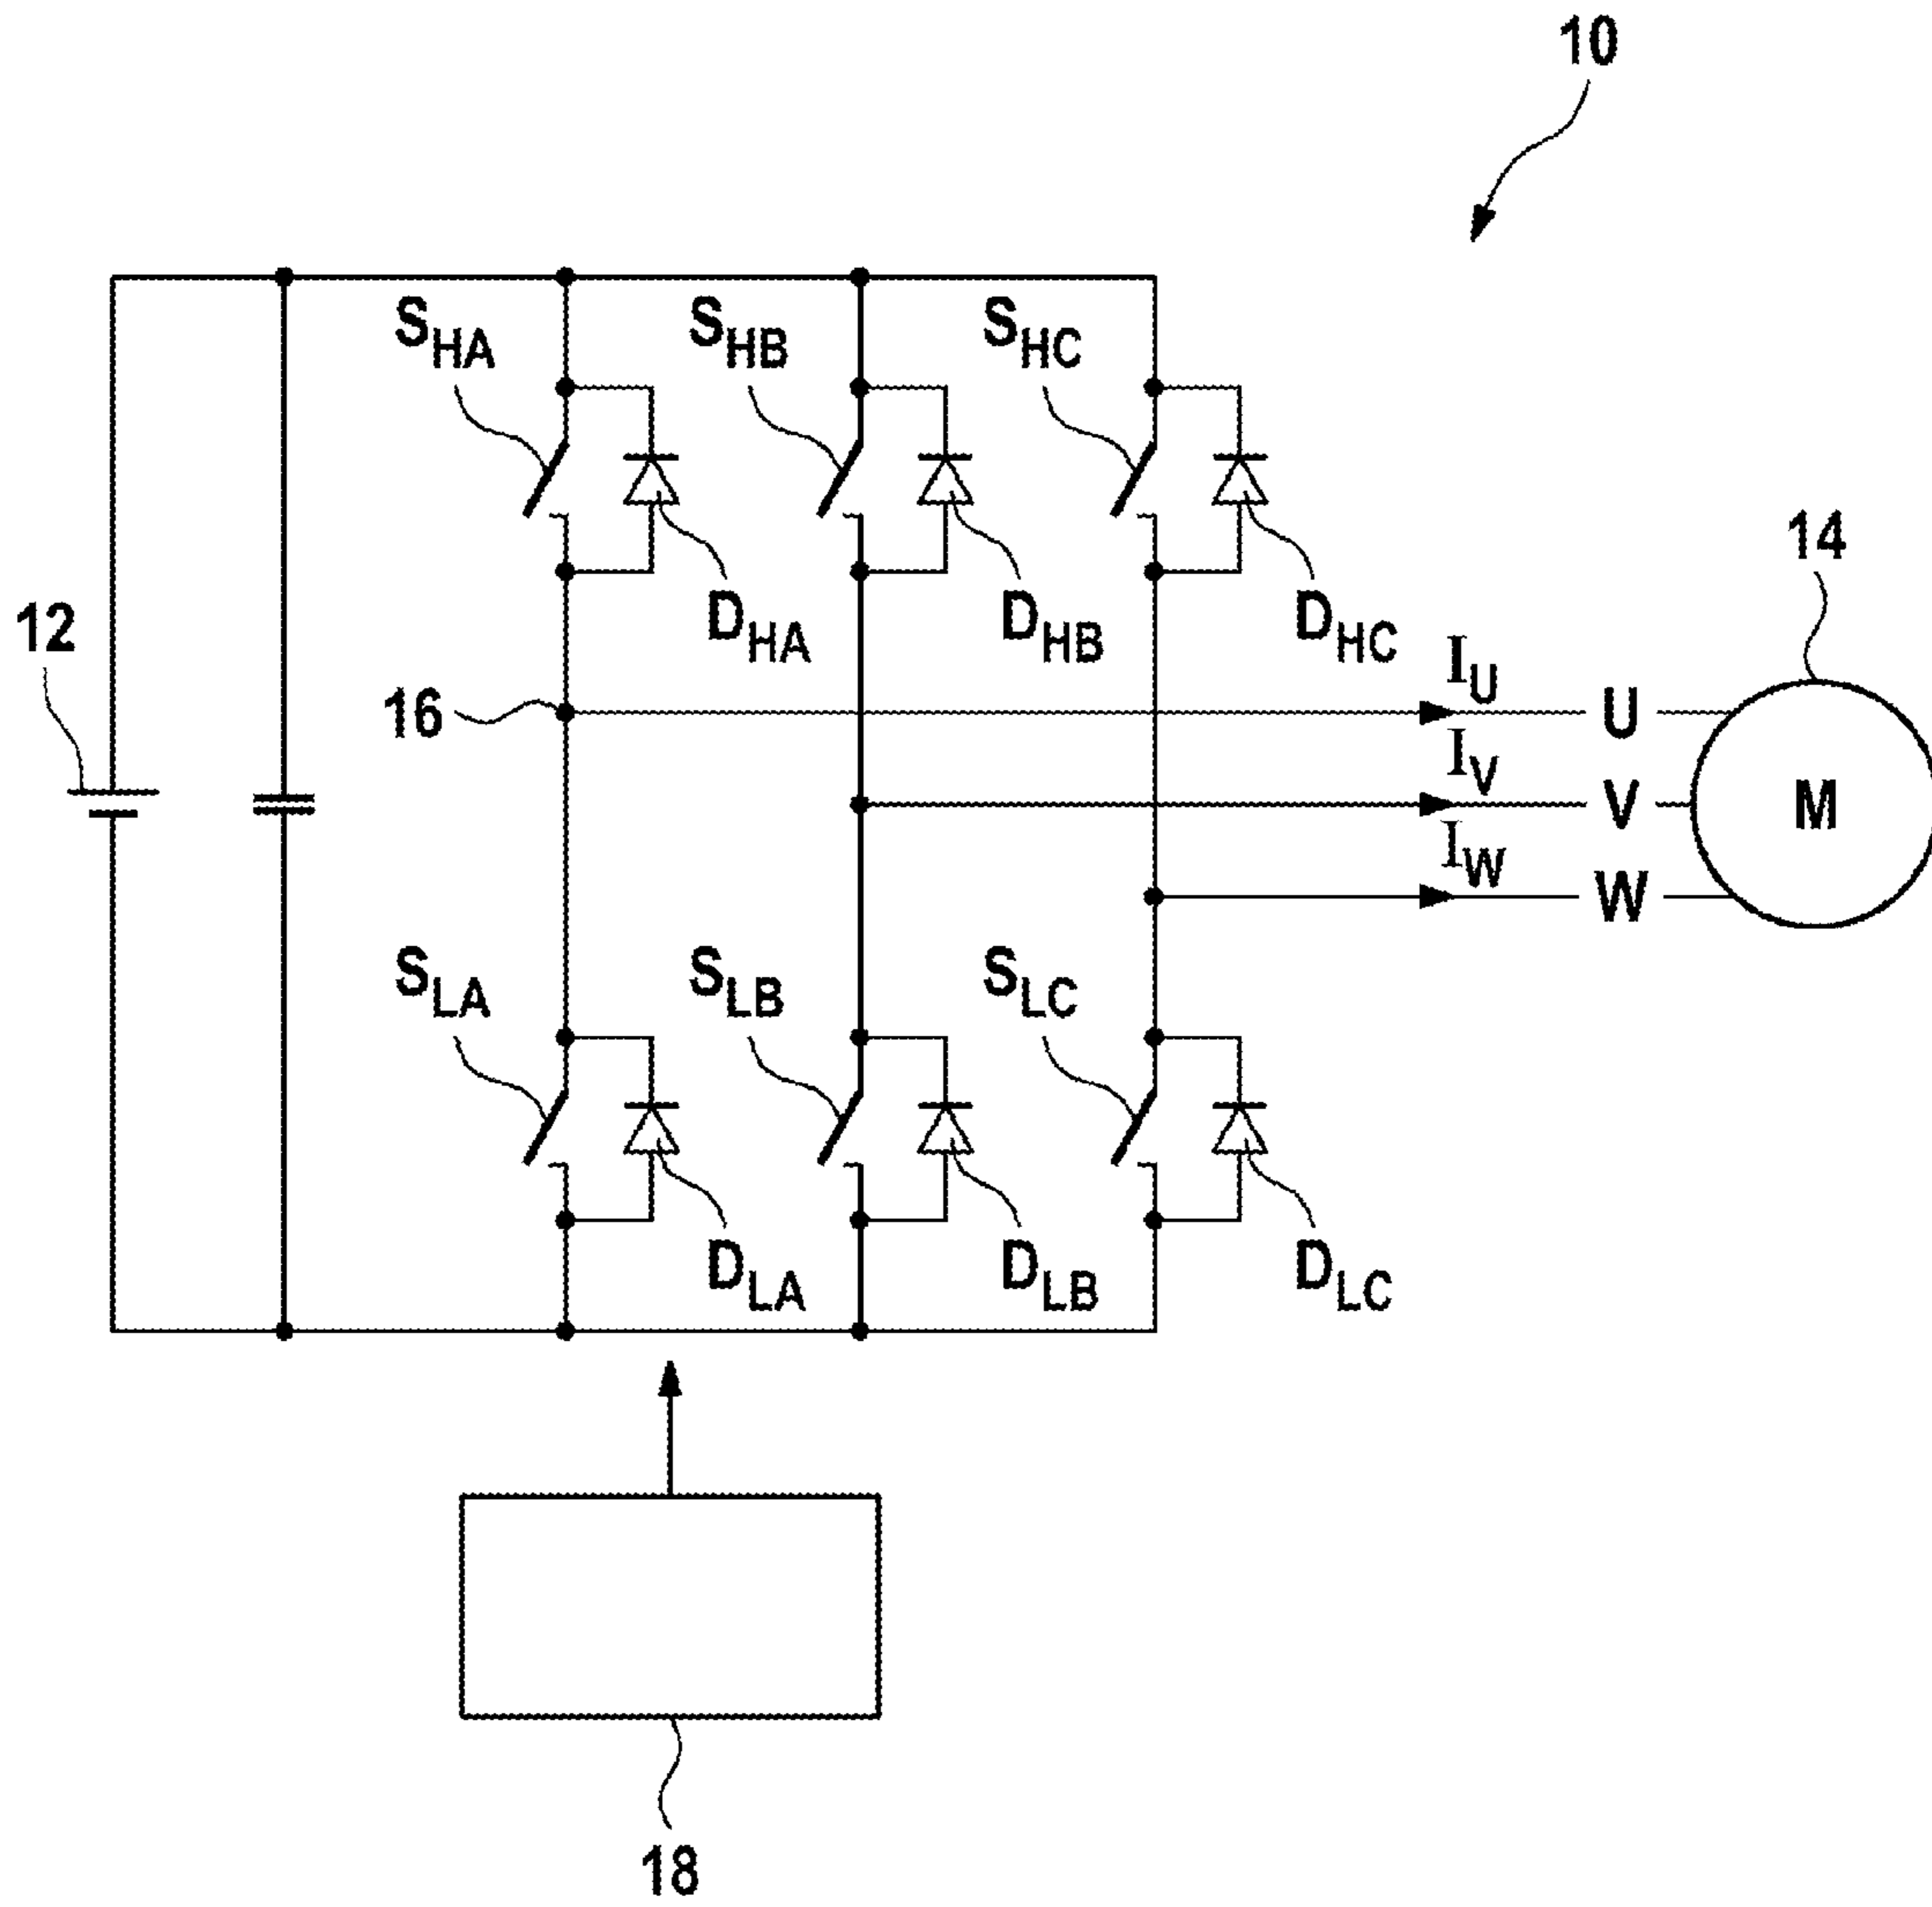 10
S_HA S_HB S_HC
14
12
D_HA D_HB D_HC
I_U
16
U
I_V
V
M
I_W
W
S_LA S_LB S_LC
D_LA D_LB D_LC
18